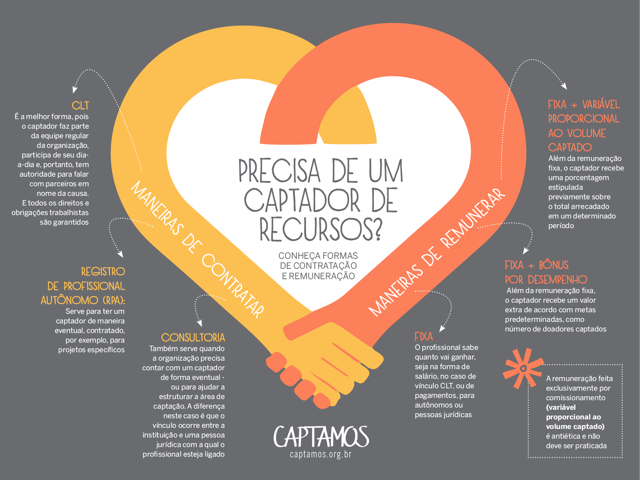 PRECISA DE UM
CAPTADOR DE
RECURSOS?
CONHEÇA FORMAS
DE CONTRATAÇÃO
E REMUNERAÇÃO
MANEIRAS DE CONTRATAR
CLT
É a melhor forma, pois
o captador faz parte
da equipe regular
da organização,
participa de seu dia-
a-dia e, portanto, tem
autoridade para falar
com parceiros em
nome da causa.
E todos os direitos e
obrigações trabalhistas
são garantidos
REGISTRO
DE PROFISSIONAL
AUTÔNOMO (RPA):
Serve para ter um
captador de maneira
eventual, contratado,
por exemplo, para
projetos específicos
CONSULTORIA
Também serve quando
a organização precisa
contar com um captador
de forma eventual -
ou para ajudar a
estruturar a área de
captação. A diferença
neste caso é que o
vínculo ocorre entre a
instituição e uma pessoa
jurídica com a qual o
profissional esteja ligado
MANEIRAS DE REMUNERAR
FIXA + VARIÁVEL
PROPORCIONAL
AO VOLUME
CAPTADO
Além da remuneração
fixa, o captador recebe
uma porcentagem
estipulada
previamente sobre
o total arrecadado
em um determinado
período
FIXA + BÔNUS
POR DESEMPENHO
Além da remuneração fixa,
o captador recebe um valor
extra de acordo com metas
predeterminadas, como
número de doadores captados
FIXA
O profissional sabe
quanto vai ganhar,
seja na forma de
salário, no caso de
vínculo CLT, ou de
pagamentos, para
autônomos ou
pessoas jurídicas
A remuneração feita
exclusivamente por
comissionamento
(variável
proporcional ao
volume captado)
é antiética e não
deve ser praticada
CAPTAMOS
captamos.org.br